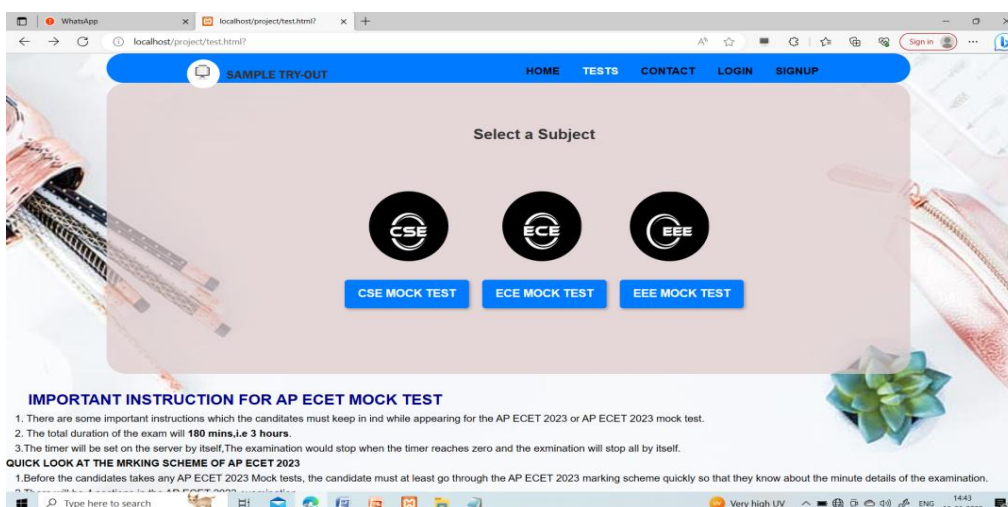 WhatsApp
localhost/project/test.html?
localhost/project/test.html?
Sign in
SAMPLE TRY-OUT HOME TESTS CONTACT LOGIN SIGNUP
Select a Subject
CSE ECE EEE
CSE MOCK TEST ECE MOCK TEST EEE MOCK TEST
IMPORTANT INSTRUCTION FOR AP ECET MOCK TEST
1. There are some important instructions which the canditates must keep in ind while appearing for the AP ECET 2023 or AP ECET 2023 mock test.
2. The total duration of the exam will 180 mins,i.e 3 hours.
3.The timer will be set on the server by itself,The examination would stop when the timer reaches zero and the exmination will stop all by itself.
QUICK LOOK AT THE MRKING SCHEME OF AP ECET 2023
1.Before the candidates takes any AP ECET 2023 Mock tests, the candidate must at least go through the AP ECET 2023 marking scheme quickly so that they know about the minute details of the examination.
Type here to search Very high UV ENG 14:43